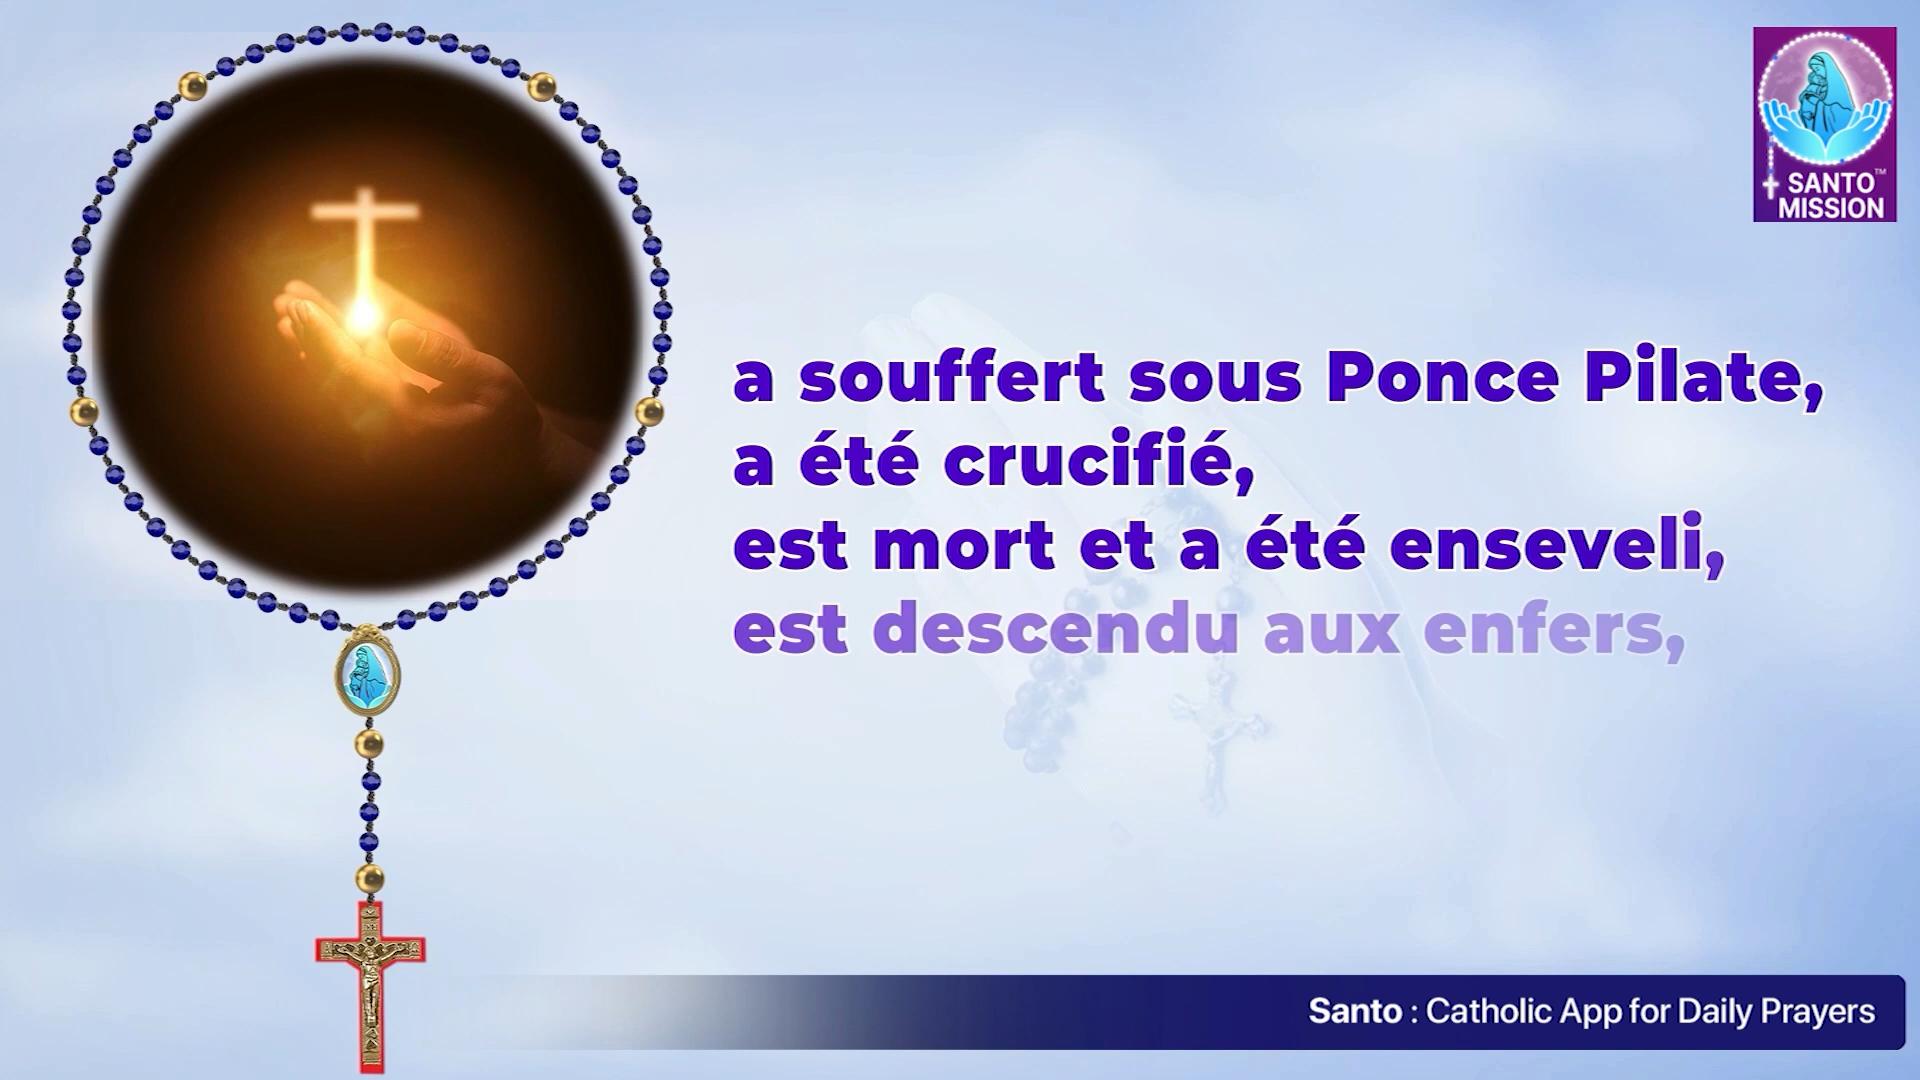 SANTO™
MISSION
a souffert sous Ponce Pilate,
a été crucifié,
est mort et a été enseveli,
est descendu aux enfers,
Santo : Catholic App for Daily Prayers